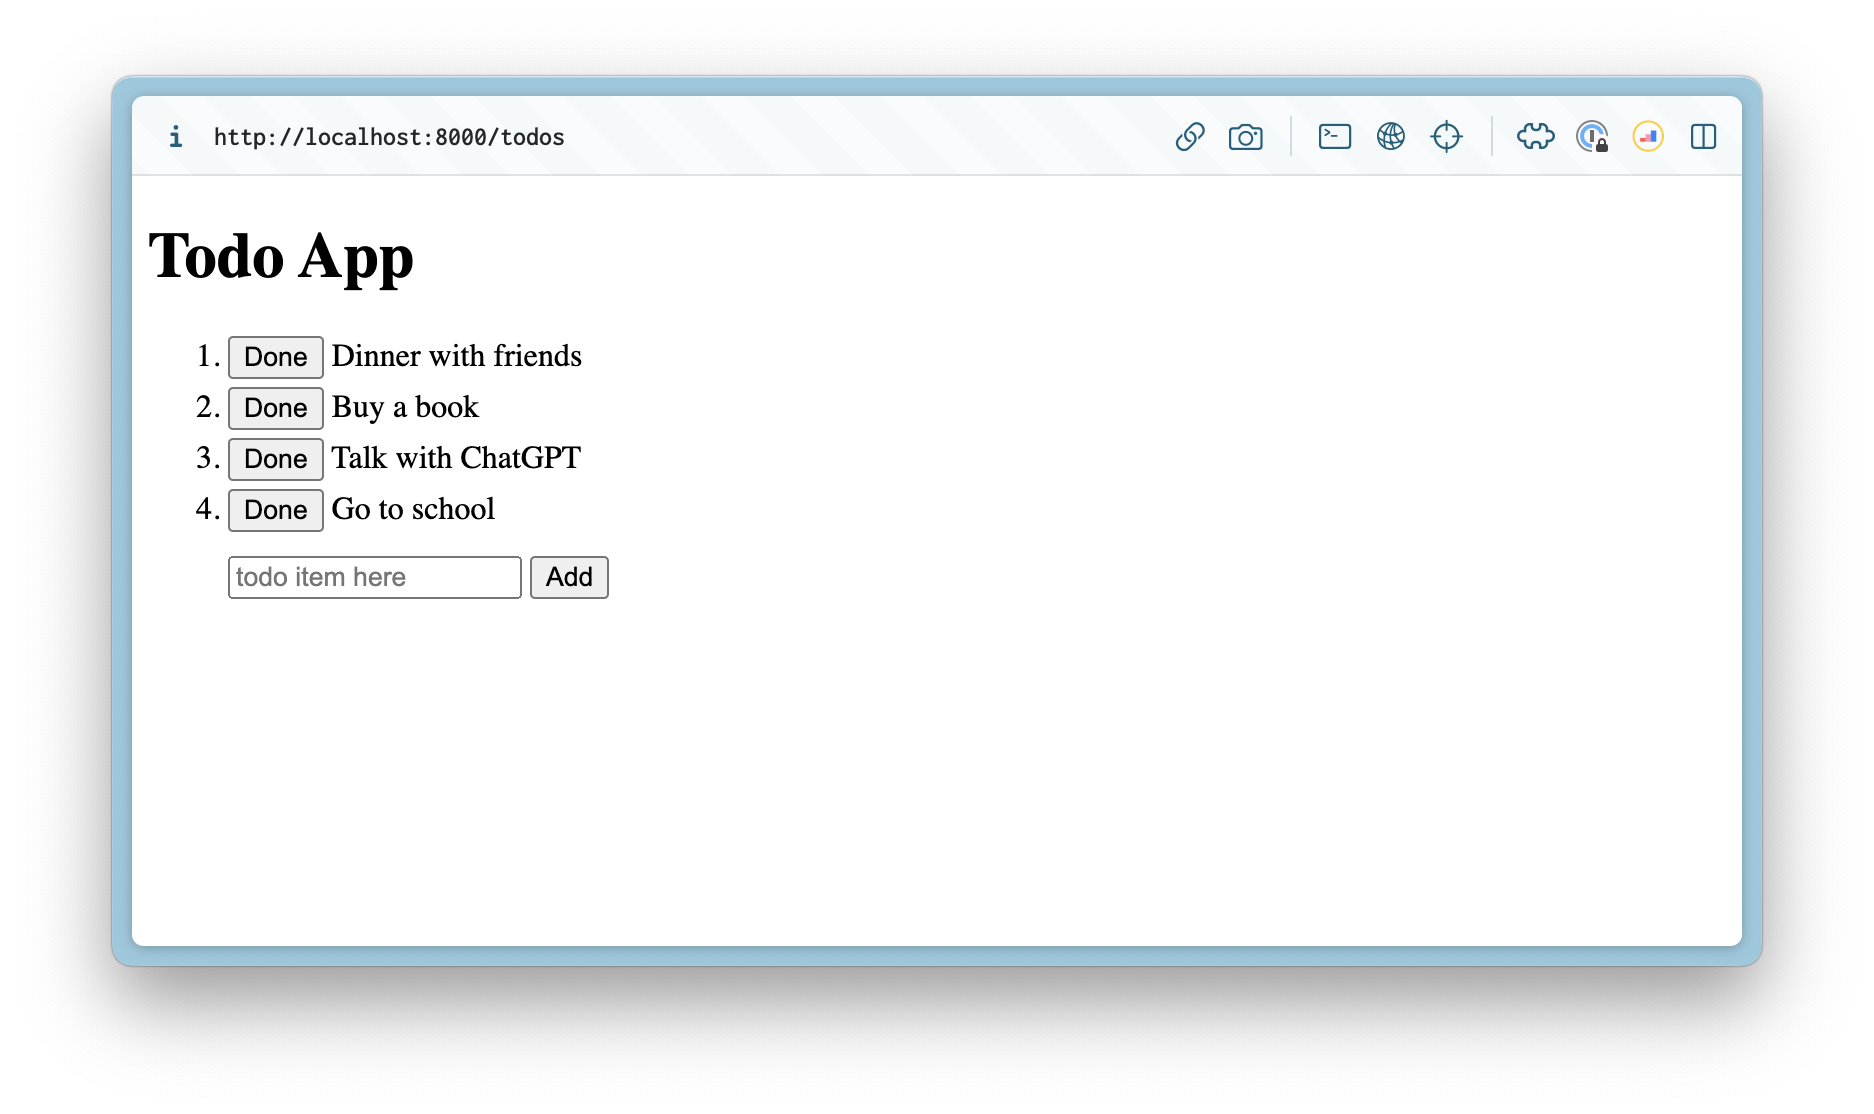 http://localhost:8000/todos
Todo App
1. Done Dinner with friends
2. Done Buy a book
3. Done Talk with ChatGPT
4. Done Go to school
todo item here Add